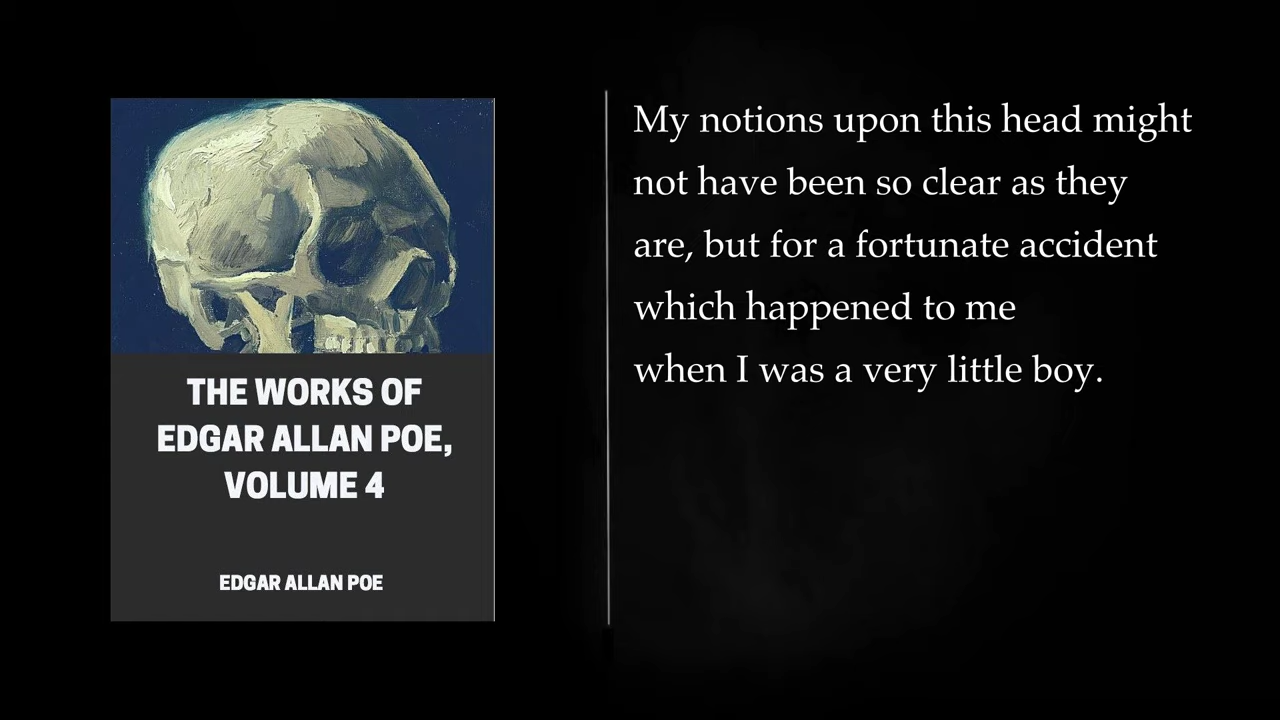 THE WORKS OF
EDGAR ALLAN POE,
VOLUME 4
EDGAR ALLAN POE
My notions upon this head might
not have been so clear as they
are, but for a fortunate accident
which happened to me
when I was a very little boy.